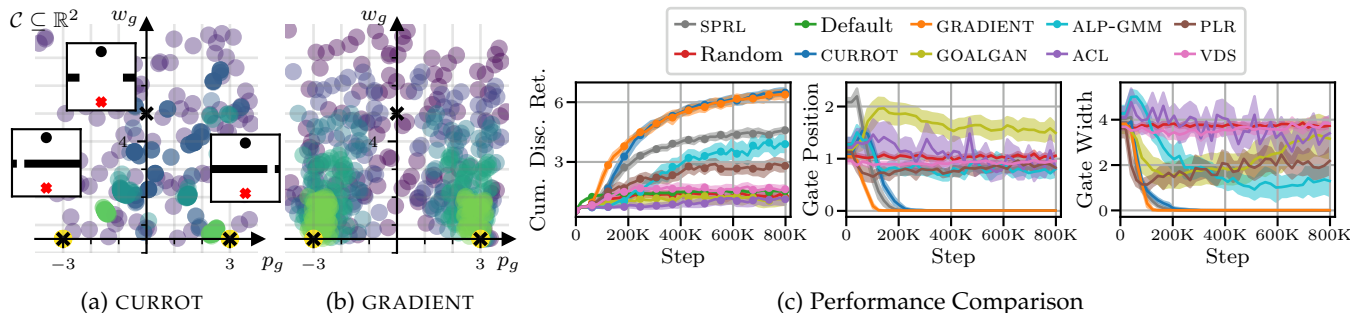 𝒞 ⊆ ℝ²
w_g
4
−3
3
p_g
(a) CURROT
w_g
4
−3
3
p_g
(b) GRADIENT
SPRL
Default
GRADIENT
ALP-GMM
PLR
Random
CURROT
GOALGAN
ACL
VDS
Cum. Disc. Ret.
6
3
0
200K
400K
600K
800K
Step
Gate Position
2
1
0
0
200K
400K
600K
800K
Step
Gate Width
4
2
0
0
200K
400K
600K
800K
Step
(c) Performance Comparison